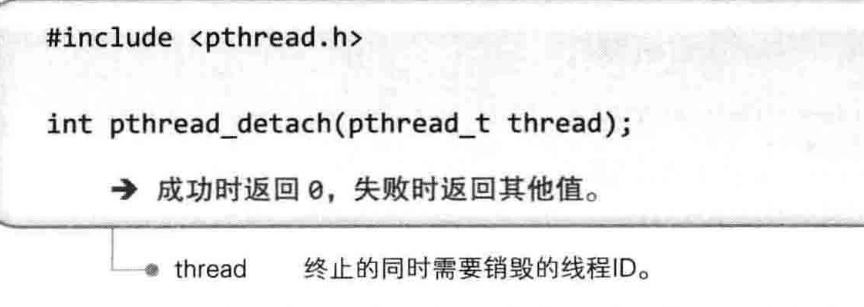 #include <pthread.h>
int pthread_detach(pthread_t thread);
➔ 成功时返回 0，失败时返回其他值。
thread 终止的同时需要销毁的线程ID。